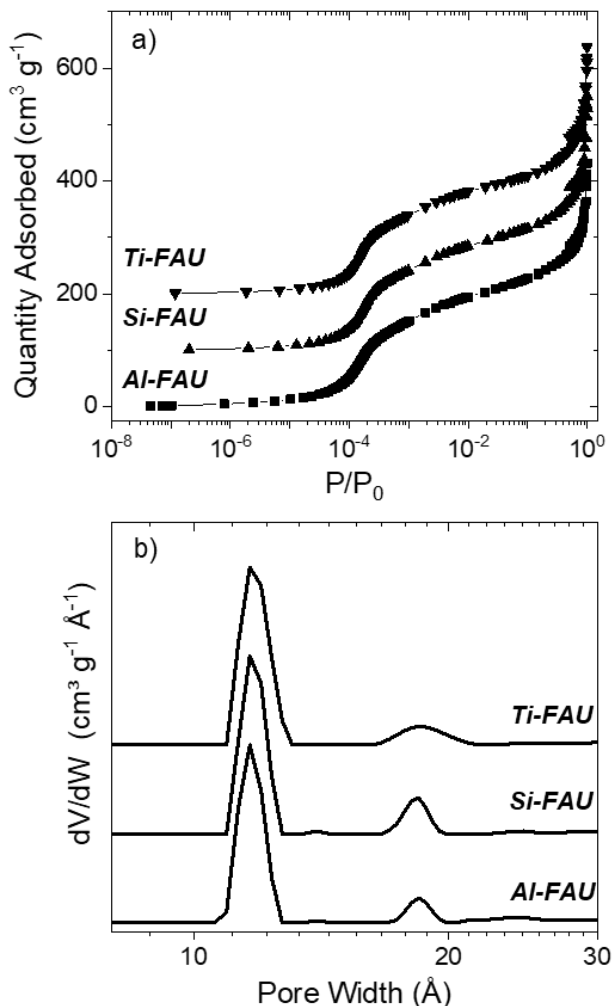 a)
600
400
200
0
Quantity Adsorbed (cm³ g⁻¹)
Ti-FAU
Si-FAU
Al-FAU
10⁻⁸ 10⁻⁶ 10⁻⁴ 10⁻² 10⁰
P/P₀
b)
dV/dW (cm³ g⁻¹ Å⁻¹)
Ti-FAU
Si-FAU
Al-FAU
10 20 30
Pore Width (Å)